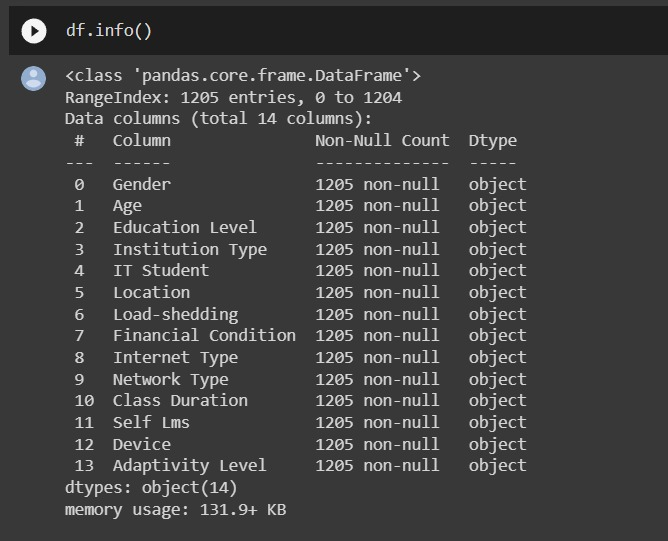 df.info()
<class 'pandas.core.frame.DataFrame'>
RangeIndex: 1205 entries, 0 to 1204
Data columns (total 14 columns):
 #   Column               Non-Null Count  Dtype
---  ------               --------------  -----
 0   Gender               1205 non-null   object
 1   Age                  1205 non-null   object
 2   Education Level      1205 non-null   object
 3   Institution Type     1205 non-null   object
 4   IT Student           1205 non-null   object
 5   Location             1205 non-null   object
 6   Load-shedding        1205 non-null   object
 7   Financial Condition  1205 non-null   object
 8   Internet Type        1205 non-null   object
 9   Network Type         1205 non-null   object
 10  Class Duration       1205 non-null   object
 11  Self Lms             1205 non-null   object
 12  Device               1205 non-null   object
 13  Adaptivity Level     1205 non-null   object
dtypes: object(14)
memory usage: 131.9+ KB